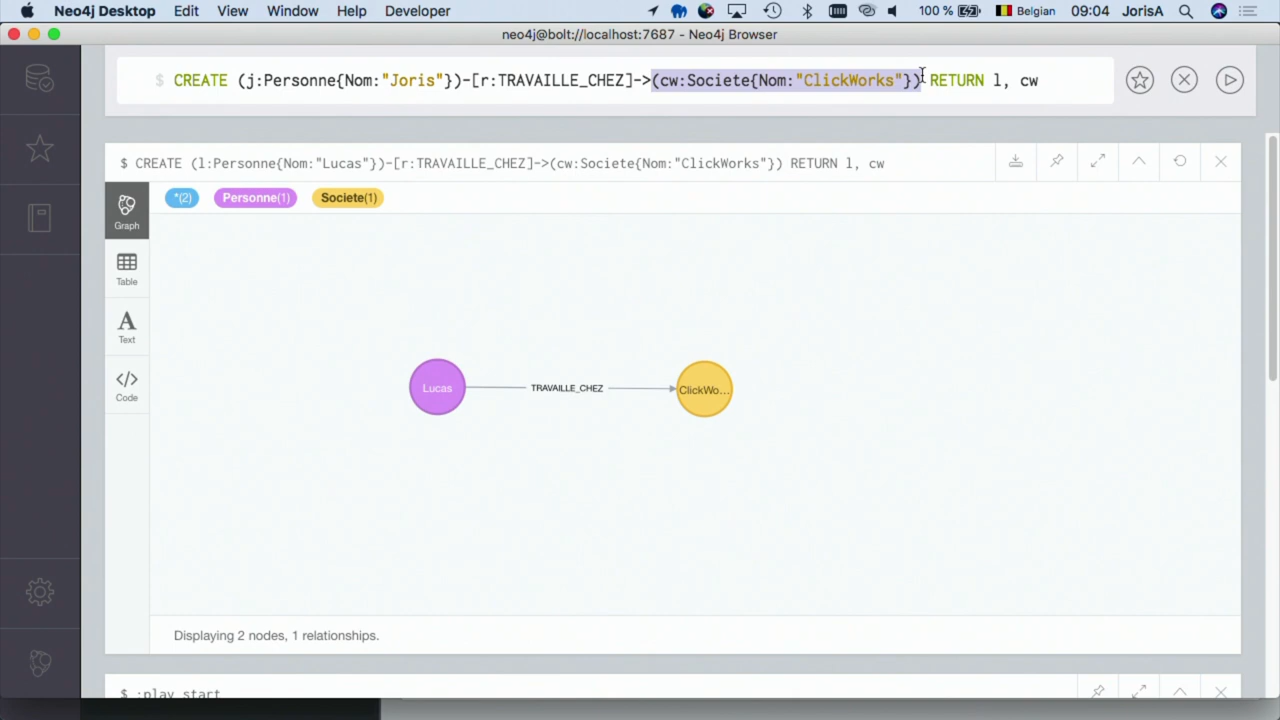 Neo4j Desktop Edit View Window Help Developer 100 % Belgian 09:04 JorisA
neo4j@bolt://localhost:7687 - Neo4j Browser
$ CREATE (j:Personne{Nom:"Joris"})-[r:TRAVAILLE_CHEZ]->(cw:Societe{Nom:"ClickWorks"}) RETURN l, cw
$ CREATE (l:Personne{Nom:"Lucas"})-[r:TRAVAILLE_CHEZ]->(cw:Societe{Nom:"ClickWorks"}) RETURN l, cw
*(2) Personne(1) Societe(1)
Graph
Table
A
Text
Code
Lucas TRAVAILLE_CHEZ ClickWo...
Displaying 2 nodes, 1 relationships.
$ :play start